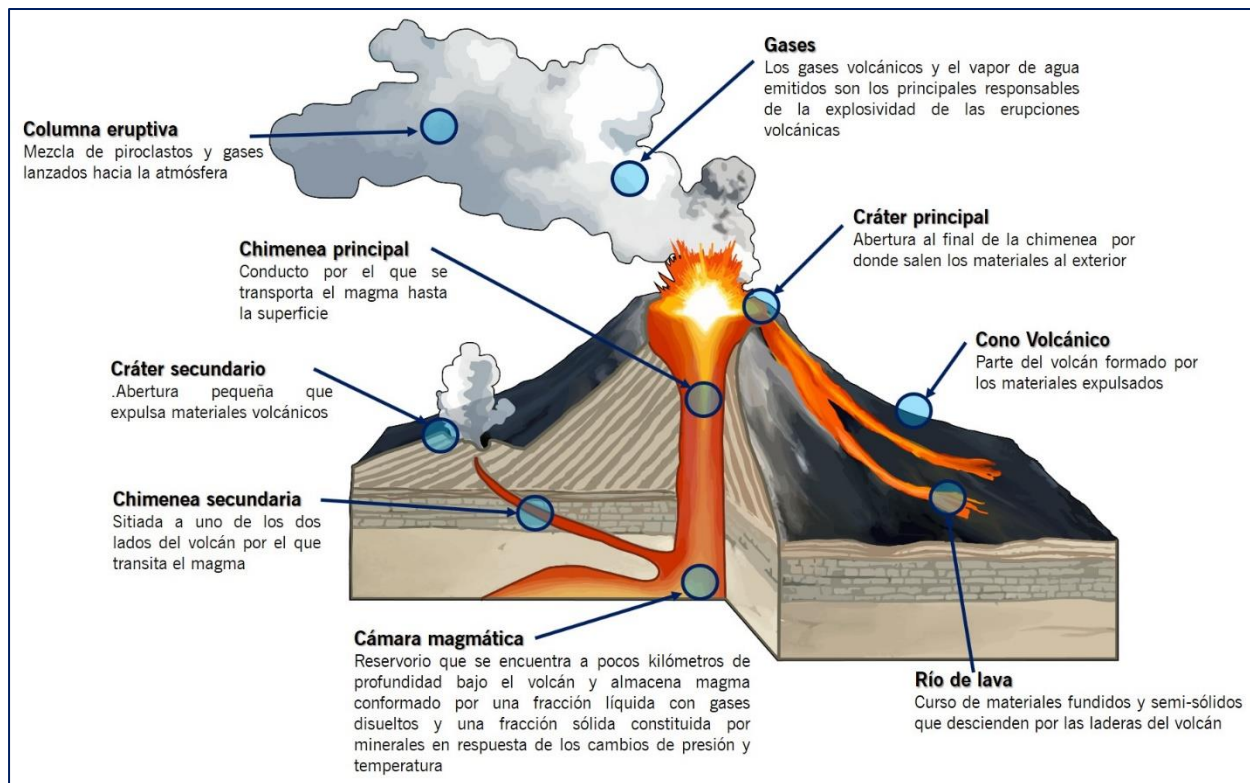 Gases
Los gases volcánicos y el vapor de agua
emitidos son los principales responsables
de la explosividad de las erupciones
volcánicas
Columna eruptiva
Mezcla de piroclastos y gases
lanzados hacia la atmósfera
Cráter principal
Abertura al final de la chimenea por
donde salen los materiales al exterior
Chimenea principal
Conducto por el que se
transporta el magma hasta
la superficie
Cono Volcánico
Parte del volcán formado por
los materiales expulsados
Cráter secundario
.Abertura pequeña que
expulsa materiales volcánicos
Chimenea secundaria
Sitiada a uno de los dos
lados del volcán por el que
transita el magma
Cámara magmática
Reservorio que se encuentra a pocos kilómetros de
profundidad bajo el volcán y almacena magma
conformado por una fracción líquida con gases
disueltos y una fracción sólida constituida por
minerales en respuesta de los cambios de presión y
temperatura
Río de lava
Curso de materiales fundidos y semi-sólidos
que descienden por las laderas del volcán